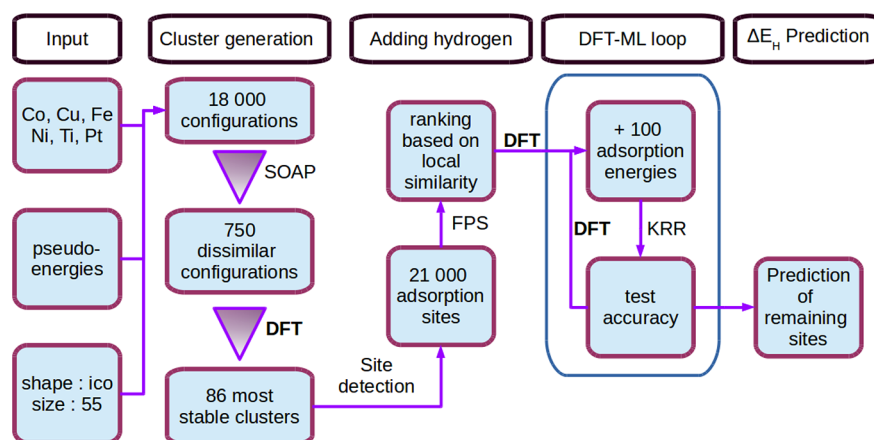 Input
Cluster generation
Adding hydrogen
DFT-ML loop
ΔE_H Prediction
Co, Cu, Fe
Ni, Ti, Pt
pseudo-
energies
shape : ico
size : 55
18 000
configurations
SOAP
750
dissimilar
configurations
DFT
86 most
stable clusters
Site
detection
21 000
adsorption
sites
FPS
ranking
based on
local
similarity
DFT
+ 100
adsorption
energies
DFT
KRR
test
accuracy
Prediction
of
remaining
sites